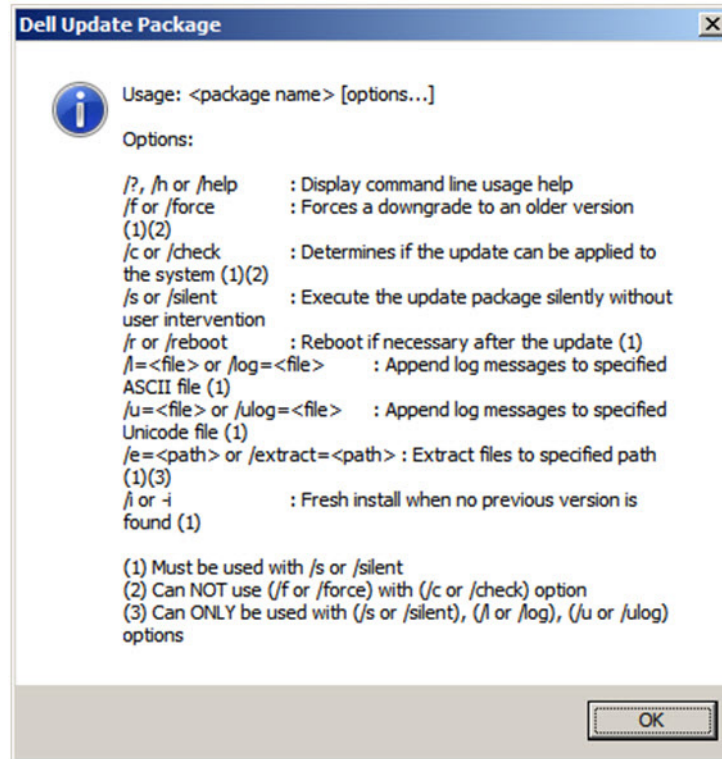 Dell Update Package
Usage: <package name> [options...]
Options:
/?, /h or /help : Display command line usage help
/f or /force : Forces a downgrade to an older version
(1)(2)
/c or /check : Determines if the update can be applied to
the system (1)(2)
/s or /silent : Execute the update package silently without
user intervention
/r or /reboot : Reboot if necessary after the update (1)
/l=<file> or /log=<file> : Append log messages to specified
ASCII file (1)
/u=<file> or /ulog=<file> : Append log messages to specified
Unicode file (1)
/e=<path> or /extract=<path> : Extract files to specified path
(1)(3)
/i or -i : Fresh install when no previous version is
found (1)
(1) Must be used with /s or /silent
(2) Can NOT use (/f or /force) with (/c or /check) option
(3) Can ONLY be used with (/s or /silent), (/l or /log), (/u or /ulog)
options
OK